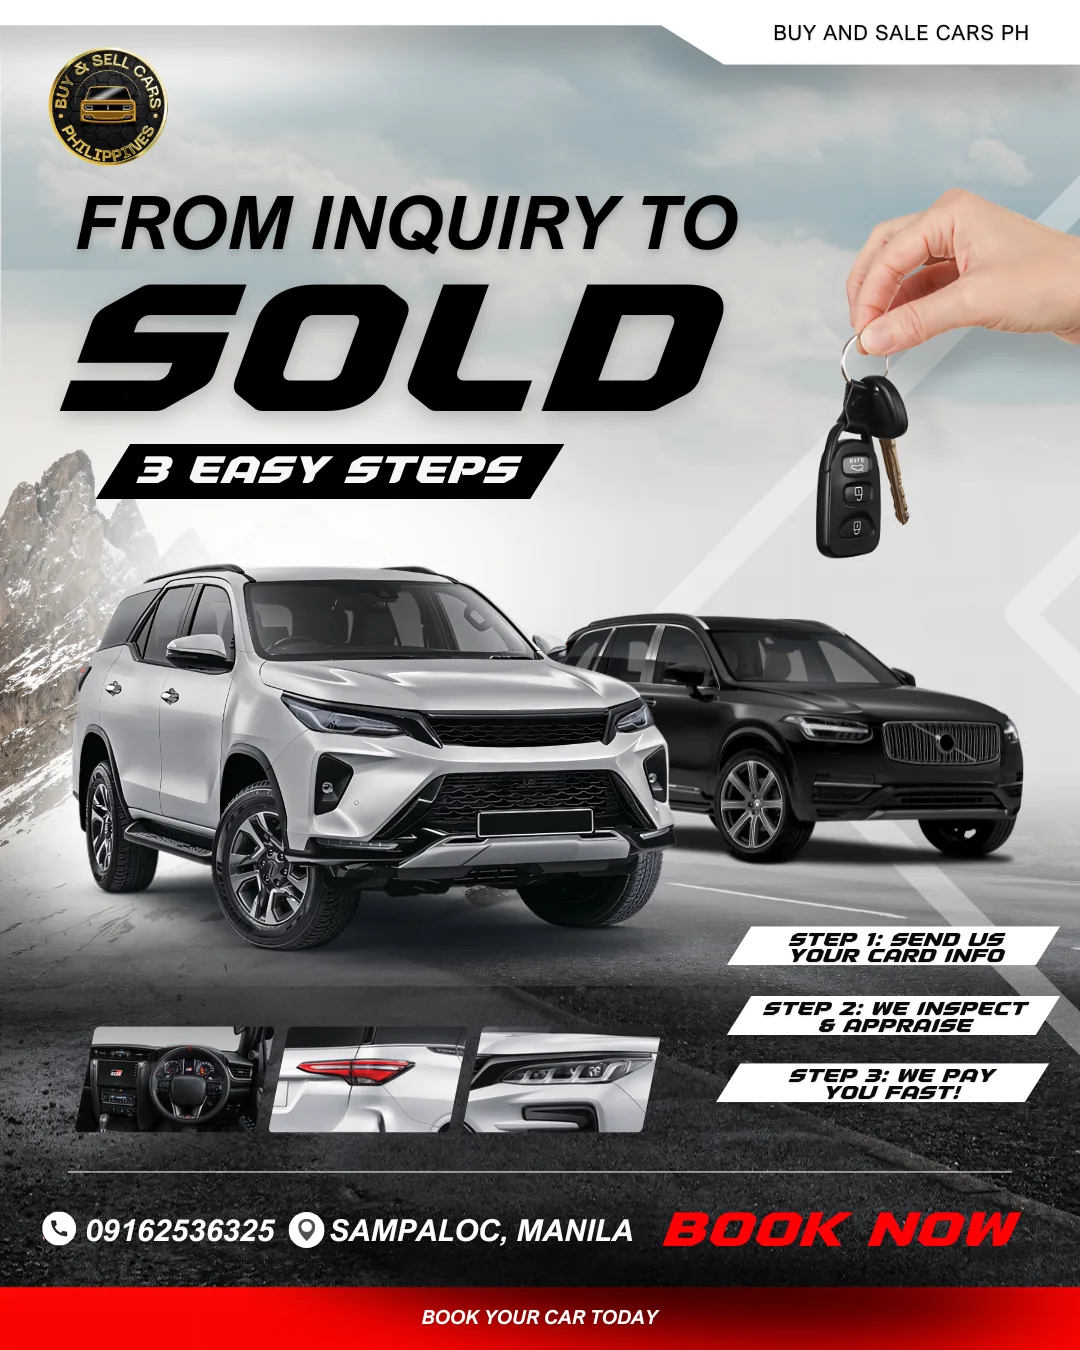 BUY AND SALE CARS PH
BUY & SELL CARS
PHILIPPINES
FROM INQUIRY TO
SOLD
3 EASY STEPS
STEP 1: SEND US
YOUR CARD INFO
STEP 2: WE INSPECT
& APPRAISE
STEP 3: WE PAY
YOU FAST!
09162536325
SAMPALOC, MANILA
BOOK NOW
BOOK YOUR CAR TODAY